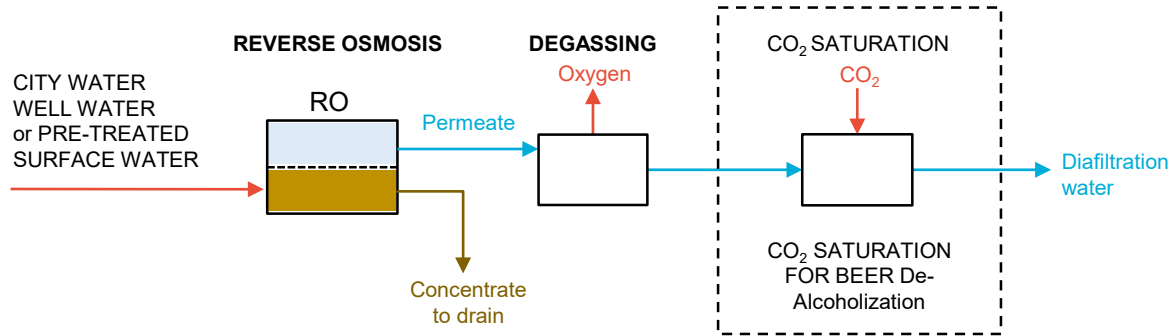 REVERSE OSMOSIS
DEGASSING
CO₂ SATURATION
CITY WATER
WELL WATER
or PRE-TREATED
SURFACE WATER
RO
Permeate
Oxygen
CO₂
Diafiltration
water
Concentrate
to drain
CO₂ SATURATION
FOR BEER De-
Alcoholization